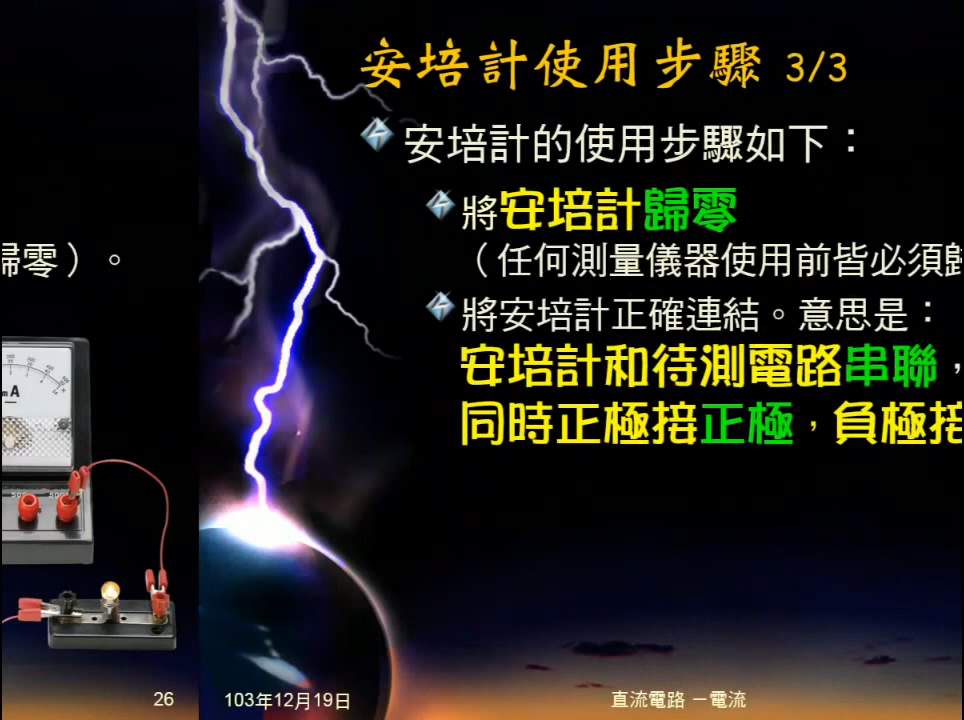 安培計使用步驟 3/3
安培計的使用步驟如下：
將安培計歸零
（任何測量儀器使用前皆必須歸
歸零）。
將安培計正確連結。意思是：
安培計和待測電路串聯，
同時正極接正極，負極接
mA
26
103年12月19日
直流電路 －電流